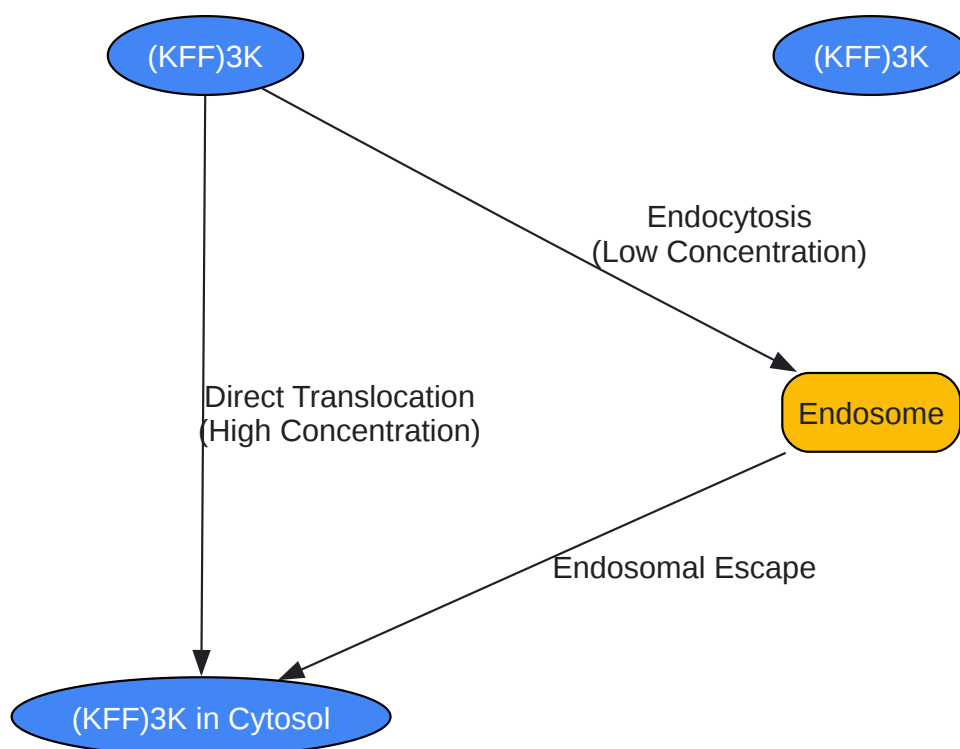 (KFF)3K
(KFF)3K
Endocytosis
(Low Concentration)
Direct Translocation
(High Concentration)
Endosome
Endosomal Escape
(KFF)3K in Cytosol